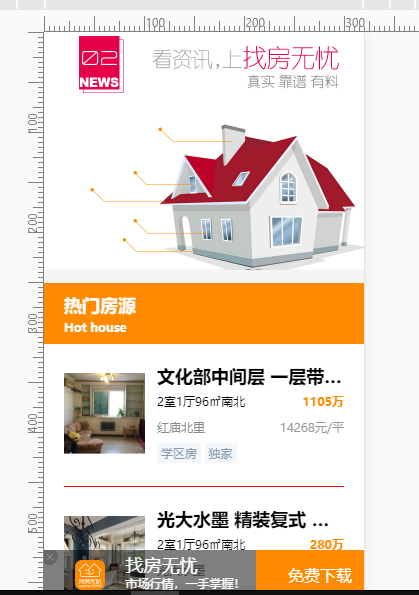 100 200 300
02
NEWS
看资讯,上找房无忧
真实 靠谱 有料
100
200
热门房源
Hot house
300
文化部中间层 一层带...
2室1厅96㎡南北 1105万
红庙北里 14268元/平
400
学区房 独家
光大水墨 精装复式 ...
500
2室1厅96㎡南北 280万
找房无忧
找房无忧
市场行情，一手掌握！
免费下载